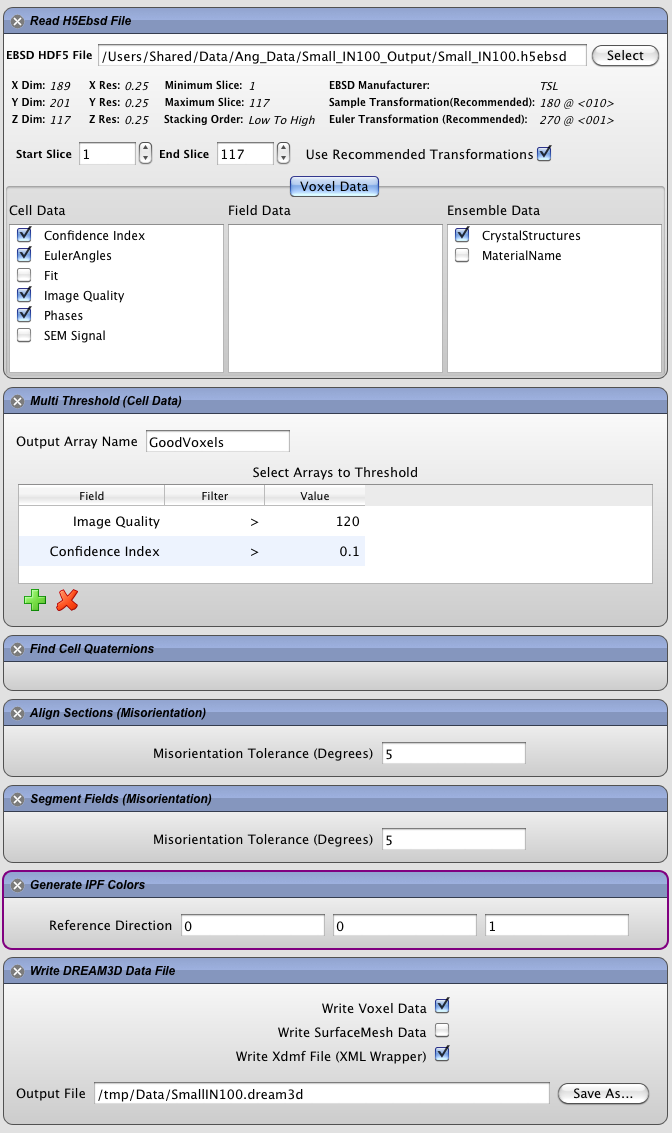 Read H5Ebsd File
EBSD HDF5 File /Users/Shared/Data/Ang_Data/Small_IN100_Output/Small_IN100.h5ebsd Select
X Dim: 189 X Res: 0.25 Minimum Slice: 1 EBSD Manufacturer: TSL
Y Dim: 201 Y Res: 0.25 Maximum Slice: 117 Sample Transformation(Recommended): 180 @ <010>
Z Dim: 117 Z Res: 0.25 Stacking Order: Low To High Euler Transformation (Recommended): 270 @ <001>
Start Slice 1 End Slice 117 Use Recommended Transformations
Voxel Data
Cell Data Field Data Ensemble Data
Confidence Index CrystalStructures
EulerAngles MaterialName
Fit
Image Quality
Phases
SEM Signal
Multi Threshold (Cell Data)
Output Array Name GoodVoxels
Select Arrays to Threshold
Field Filter Value
Image Quality > 120
Confidence Index > 0.1
Find Cell Quaternions
Align Sections (Misorientation)
Misorientation Tolerance (Degrees) 5
Segment Fields (Misorientation)
Misorientation Tolerance (Degrees) 5
Generate IPF Colors
Reference Direction 0 0 1
Write DREAM3D Data File
Write Voxel Data
Write SurfaceMesh Data
Write Xdmf File (XML Wrapper)
Output File /tmp/Data/SmallIN100.dream3d Save As...